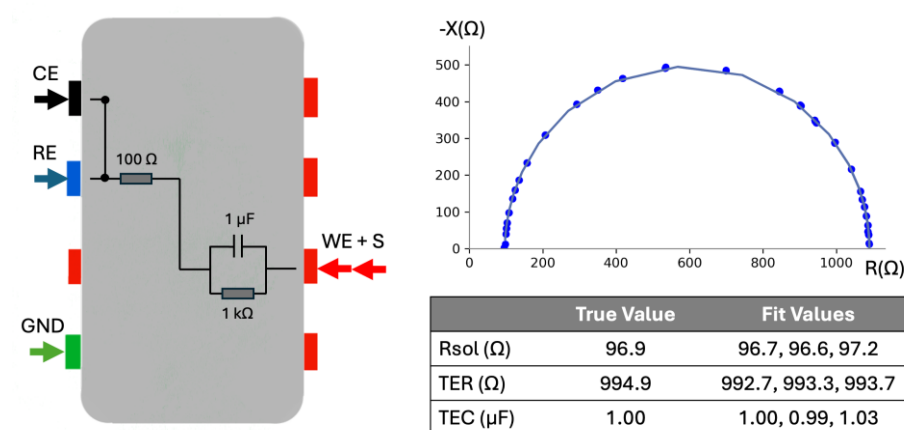 CE
RE
100 Ω
1 µF
WE + S
1 kΩ
GND
-X(Ω)
500
400
300
200
100
0
0 200 400 600 800 1000
R(Ω)
True Value Fit Values
Rsol (Ω) 96.9 96.7, 96.6, 97.2
TER (Ω) 994.9 992.7, 993.3, 993.7
TEC (µF) 1.00 1.00, 0.99, 1.03